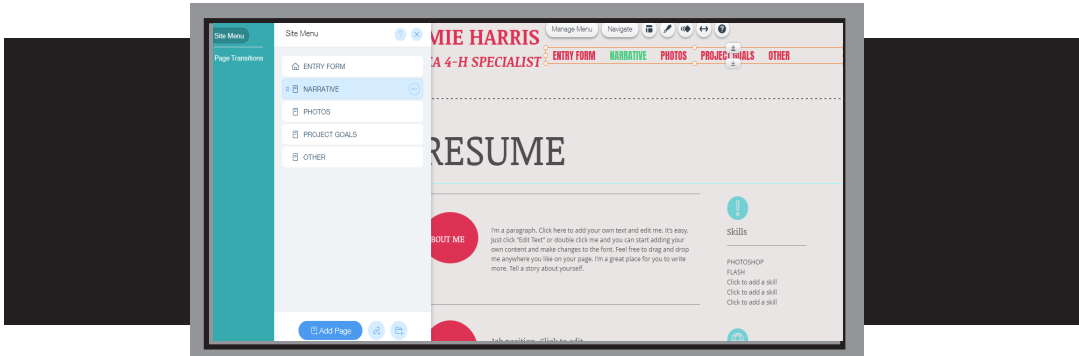 Site Menu
Page Transitions
Site Menu
?
ENTRY FORM
NARRATIVE
PHOTOS
PROJECT GOALS
OTHER
Add Page
MIE HARRIS
A 4-H SPECIALIST
Manage Menu
Navigate
?
ENTRY FORM NARRATIVE PHOTOS PROJECT GOALS OTHER
RESUME
BOUT ME
I'm a paragraph. Click here to add your own text and edit me. It's easy.
Just click "Edit Text" or double click me and you can start adding your
own content and make changes to the font. Feel free to drag and drop
me anywhere you like on your page. I'm a great place for you to write
more. Tell a story about yourself.
Job position. Click to edit
Skills
PHOTOSHOP
FLASH
Click to add a skill
Click to add a skill
Click to add a skill